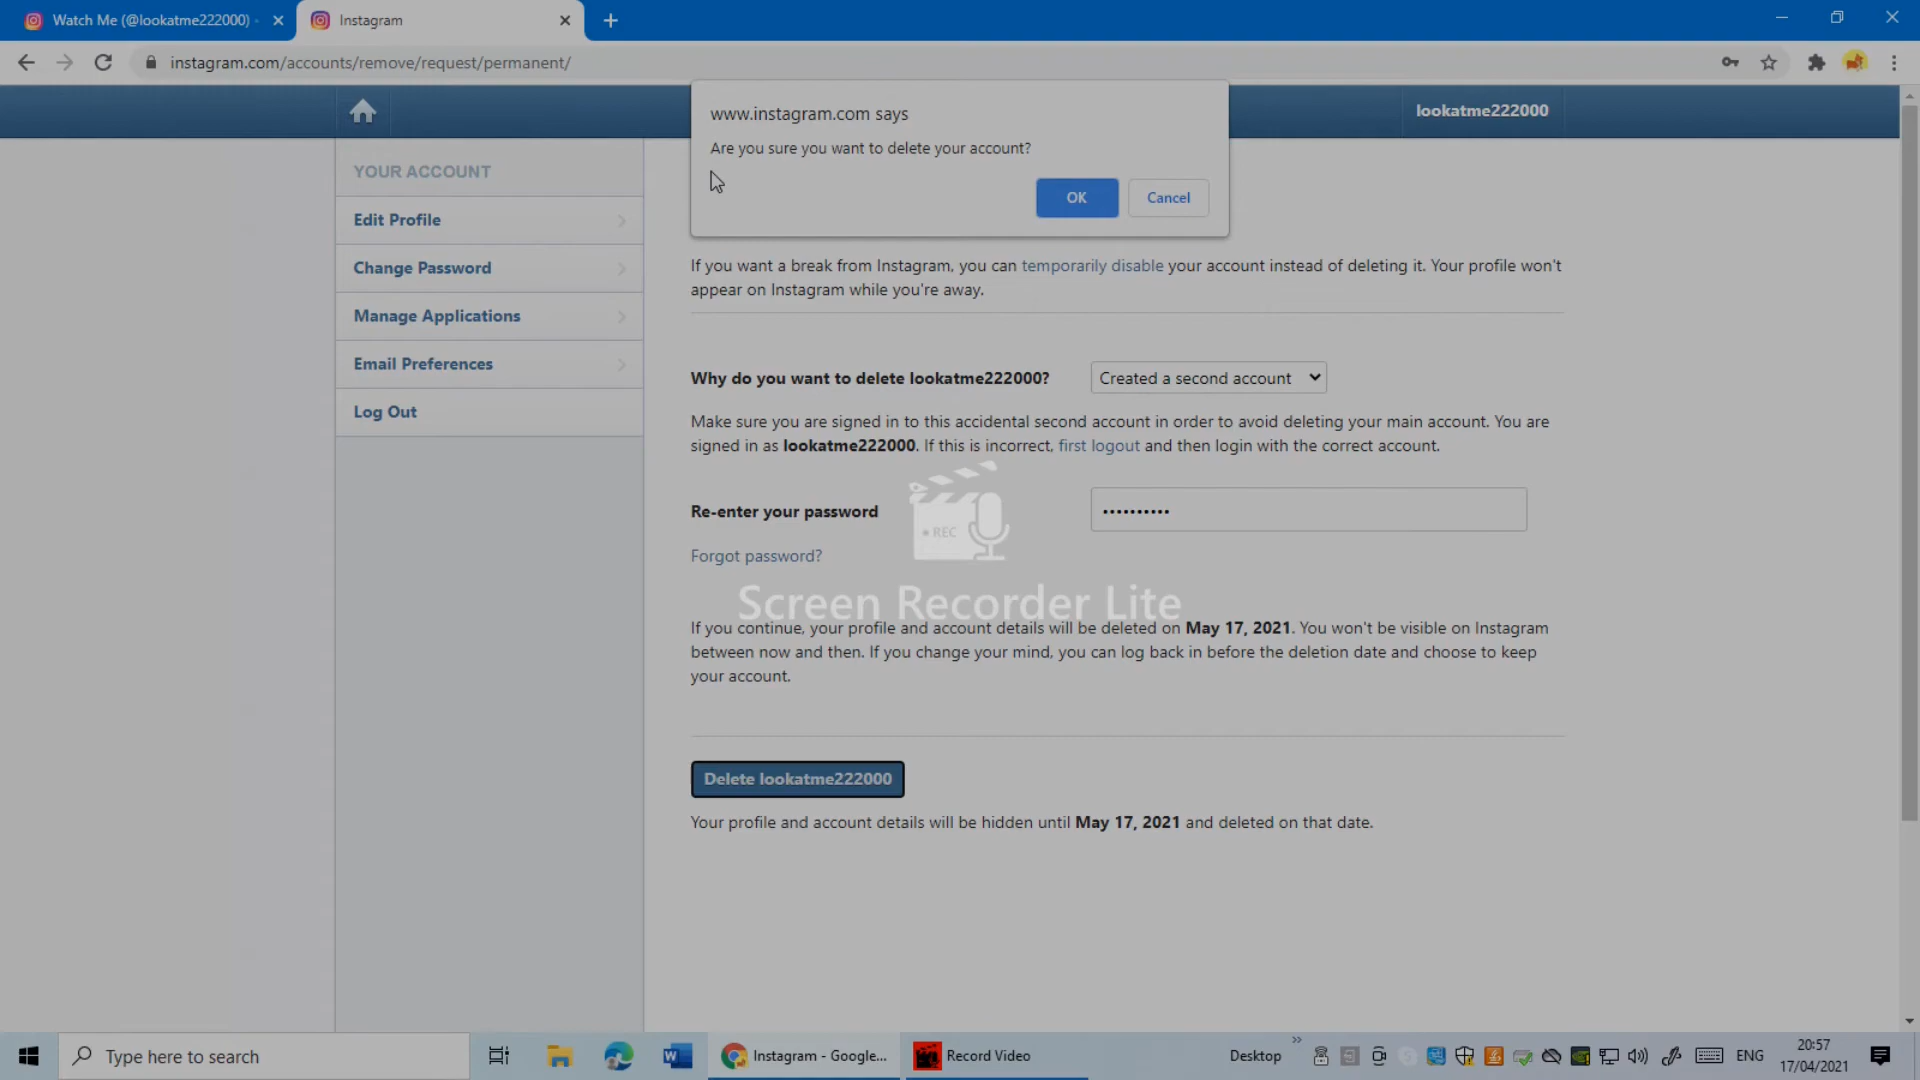 Watch Me (@lookatme222000) ·
Instagram
instagram.com/accounts/remove/request/permanent/
www.instagram.com says
Are you sure you want to delete your account?
OK
Cancel
lookatme222000
YOUR ACCOUNT
Edit Profile
Change Password
Manage Applications
Email Preferences
Log Out
If you want a break from Instagram, you can temporarily disable your account instead of deleting it. Your profile won't
appear on Instagram while you're away.
Why do you want to delete lookatme222000?
Created a second account
Make sure you are signed in to this accidental second account in order to avoid deleting your main account. You are
signed in as lookatme222000. If this is incorrect, first logout and then login with the correct account.
Re-enter your password
••••••••••
REC
Forgot password?
Screen Recorder Lite
If you continue, your profile and account details will be deleted on May 17, 2021. You won't be visible on Instagram
between now and then. If you change your mind, you can log back in before the deletion date and choose to keep
your account.
Delete lookatme222000
Your profile and account details will be hidden until May 17, 2021 and deleted on that date.
Type here to search
Instagram - Google...
Record Video
Desktop
ENG
20:57
17/04/2021